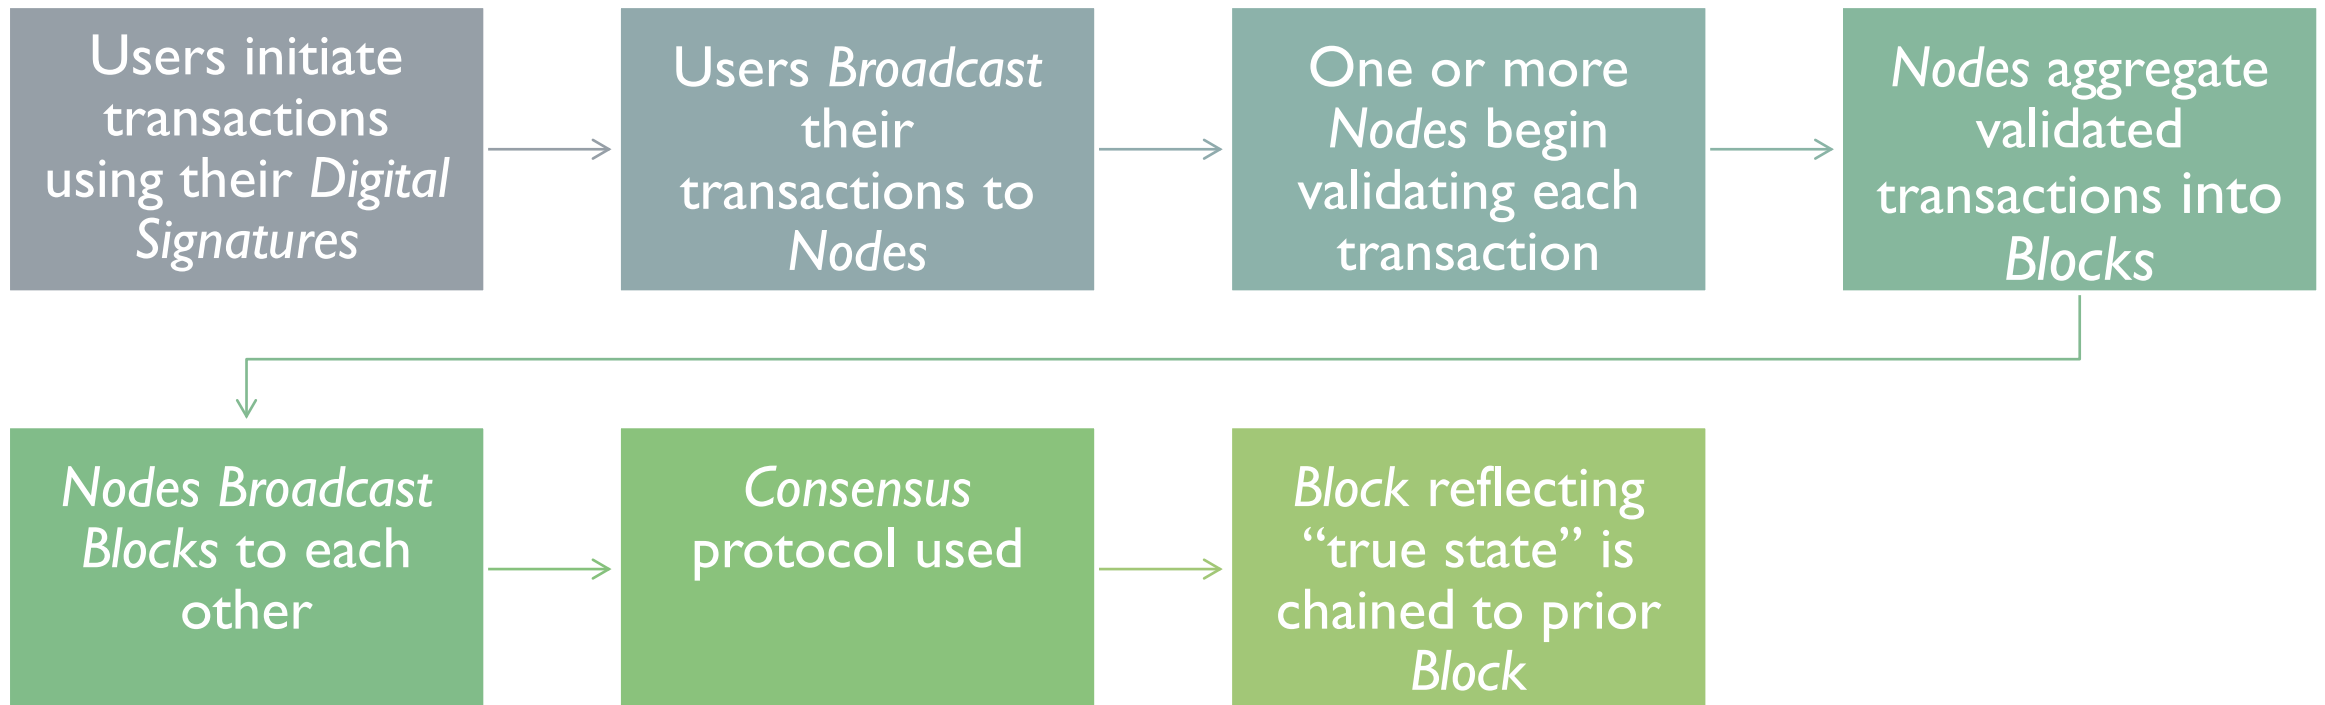 Users initiate
transactions
using their Digital
Signatures
Users Broadcast
their
transactions to
Nodes
One or more
Nodes begin
validating each
transaction
Nodes aggregate
validated
transactions into
Blocks
Nodes Broadcast
Blocks to each
other
Consensus
protocol used
Block reflecting
“true state” is
chained to prior
Block